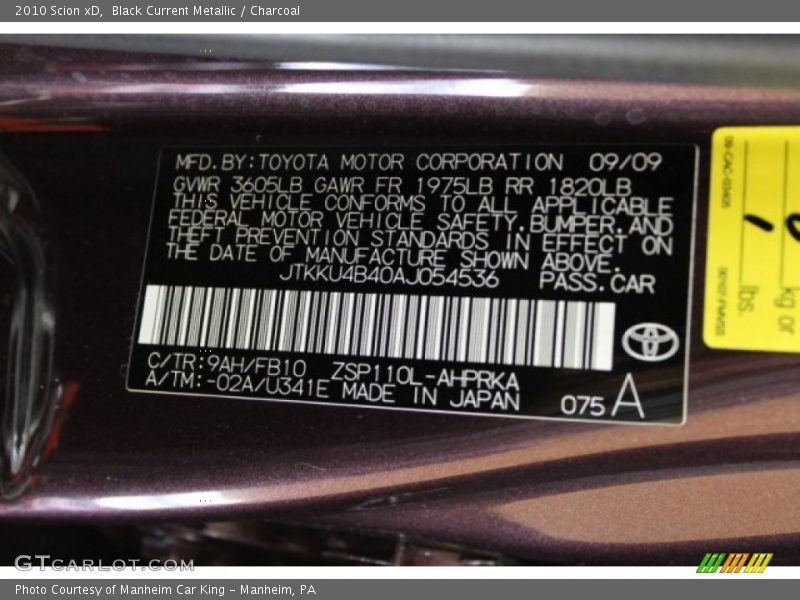 2010 Scion xD,  Black Current Metallic / Charcoal
MFD.BY:TOYOTA MOTOR CORPORATION 09/09
GVWR 3605LB GAWR FR 1975LB RR 1820LB
THIS VEHICLE CONFORMS TO ALL APPLICABLE
FEDERAL MOTOR VEHICLE SAFETY,BUMPER,AND
THEFT PREVENTION STANDARDS IN EFFECT ON
THE DATE OF MANUFACTURE SHOWN ABOVE.
JTKKU4B40AJ054536 PASS.CAR
C/TR:9AH/FB10 ZSP110L-AHPRKA
A/TM:-02A/U341E MADE IN JAPAN
075 A
kg or
lbs.
GTCARLOT.COM
Photo Courtesy of Manheim Car King - Manheim, PA